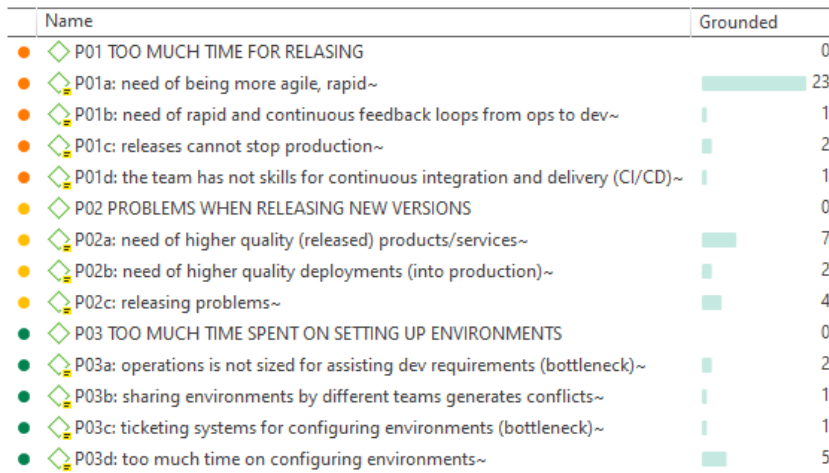 Name Grounded
P01 TOO MUCH TIME FOR RELASING 0
P01a: need of being more agile, rapid~ 23
P01b: need of rapid and continuous feedback loops from ops to dev~ 1
P01c: releases cannot stop production~ 2
P01d: the team has not skills for continuous integration and delivery (CI/CD)~ 1
P02 PROBLEMS WHEN RELEASING NEW VERSIONS 0
P02a: need of higher quality (released) products/services~ 7
P02b: need of higher quality deployments (into production)~ 2
P02c: releasing problems~ 4
P03 TOO MUCH TIME SPENT ON SETTING UP ENVIRONMENTS 0
P03a: operations is not sized for assisting dev requirements (bottleneck)~ 2
P03b: sharing environments by different teams generates conflicts~ 1
P03c: ticketing systems for configuring environments (bottleneck)~ 1
P03d: too much time on configuring environments~ 5